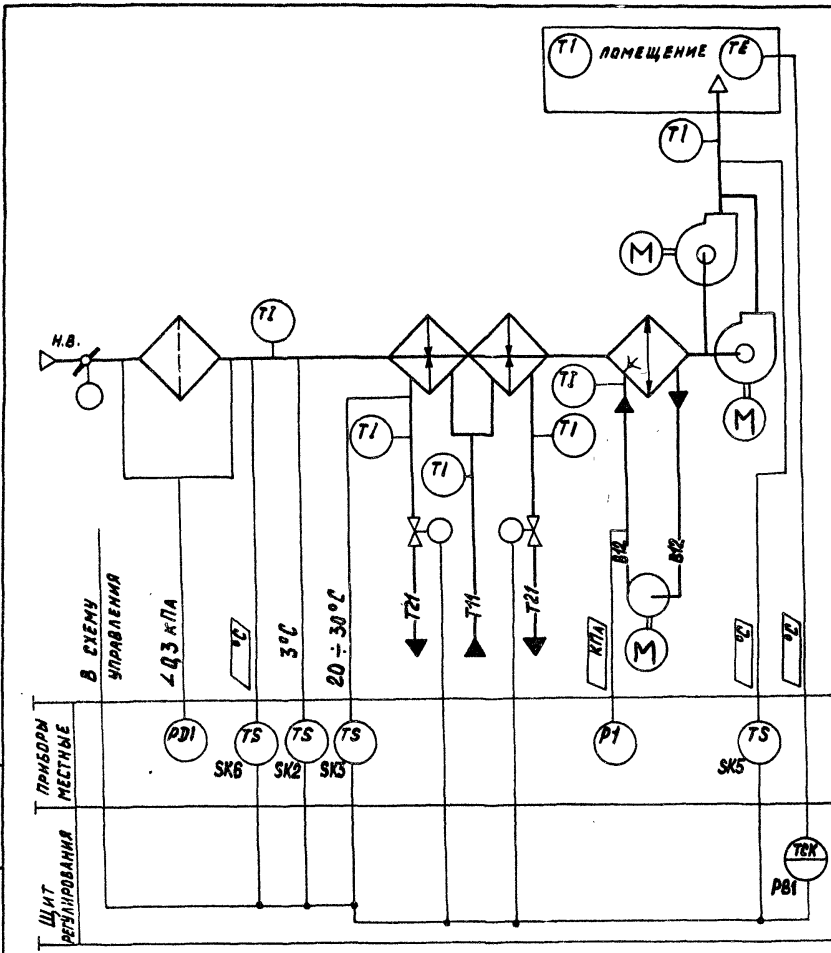 TI ПОМЕЩЕНИЕ TE
TI
M
TI
Н.В.
M
TI
TI
TI
TI
В СХЕМУ
УПРАВЛЕНИЯ
<0,3 кПА
°C
3°C
20 ÷ 30°C
Т21
Т11
Т21
КПА
В12
В12
M
°C
°C
ПРИБОРЫ
МЕСТНЫЕ
PDI
TS
SK6
TS
SK2
TS
SK3
PI
TS
SK5
ЩИТ
РЕГУЛИРОВАНИЯ
TCK
PB1